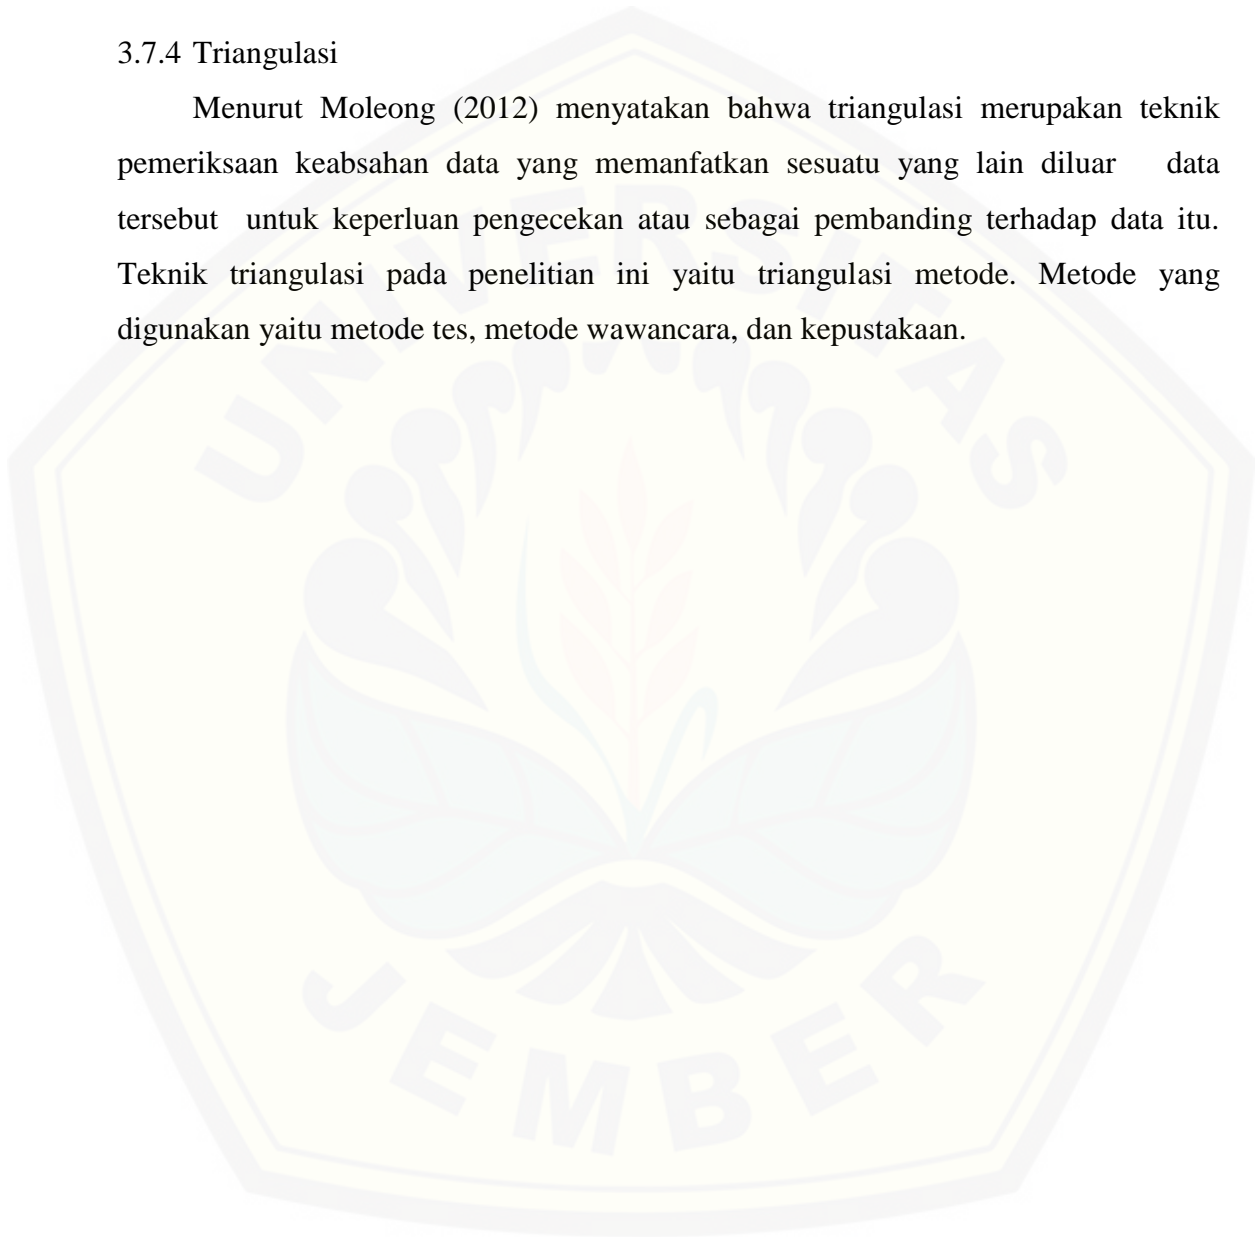 3.7.4 Triangulasi
Menurut Moleong (2012) menyatakan bahwa triangulasi merupakan teknik
pemeriksaan keabsahan data yang memanfatkan sesuatu yang lain diluar data
tersebut untuk keperluan pengecekan atau sebagai pembanding terhadap data itu.
Teknik triangulasi pada penelitian ini yaitu triangulasi metode. Metode yang
digunakan yaitu metode tes, metode wawancara, dan kepustakaan.
UNIVERSITAS
JEMBER